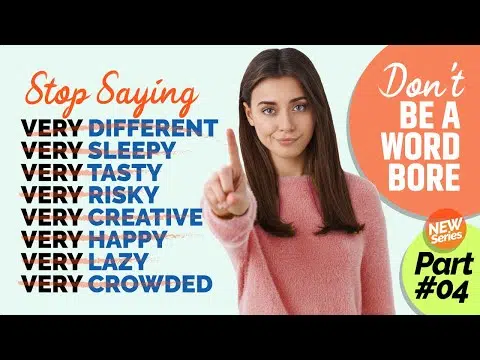 Stop Saying
VERY DIFFERENT
VERY SLEEPY
VERY TASTY
VERY RISKY
VERY CREATIVE
VERY HAPPY
VERY LAZY
VERY CROWDED
Don't
BE A
WORD
BORE
NEW
Series
Part
#04